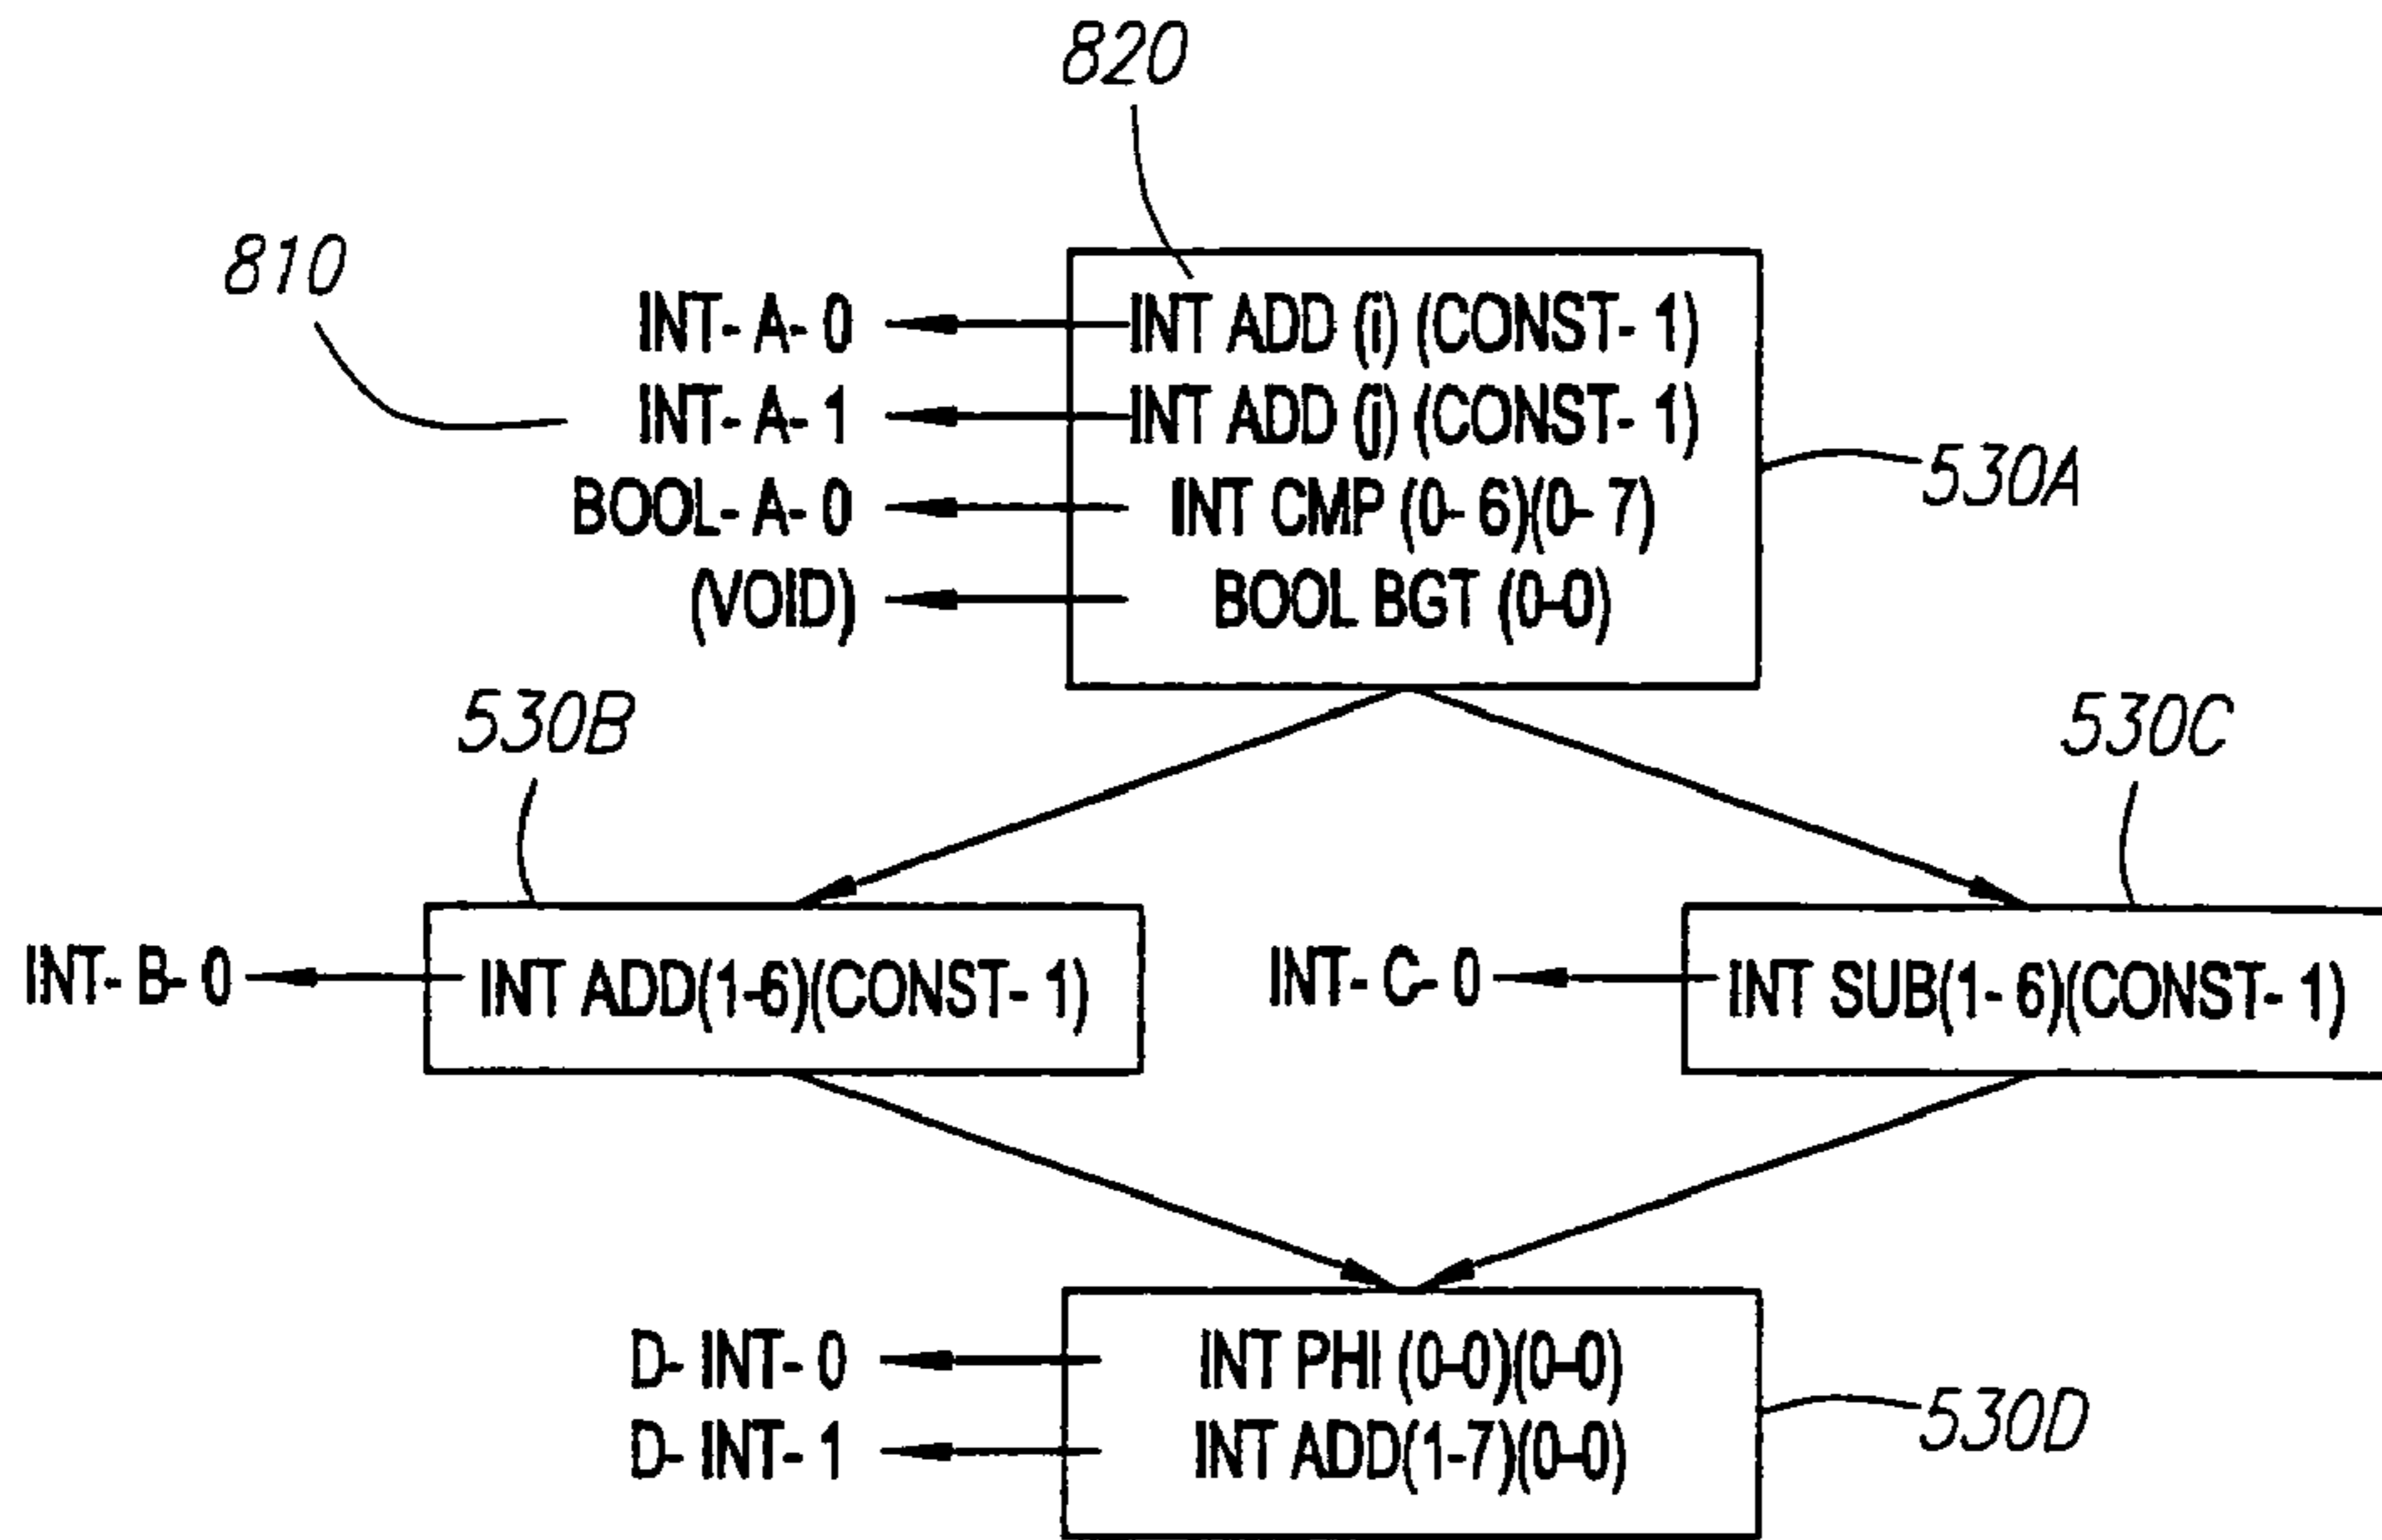 820
810
INT- A- 0 INT ADD (i) (CONST- 1)
INT- A- 1 INT ADD (j) (CONST- 1)
530A
BOOL- A- 0 INT CMP (0- 6)(0- 7)
(VOID) BOOL BGT (0-0)
530B 530C
INT- B- 0 INT ADD(1-6)(CONST- 1) INT- C- 0 INT SUB(1- 6)(CONST- 1)
D- INT- 0 INT PHI (0-0)(0-0)
530D
D- INT- 1 INT ADD(1-7)(0-0)